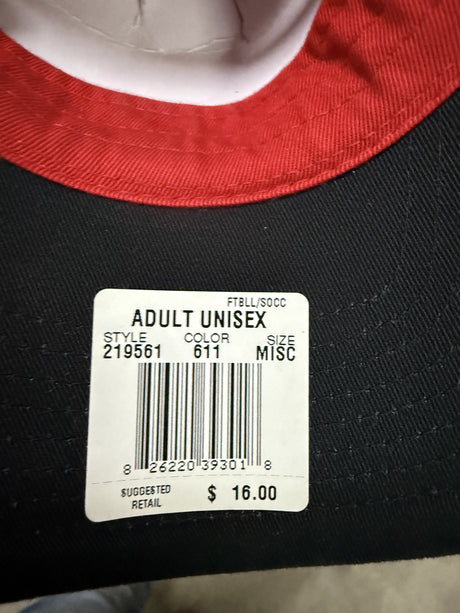 FTBLL/SOCC
ADULT UNISEX
STYLE COLOR SIZE
219561 611 MISC
8 26220 39301 8
SUGGESTED
RETAIL
$ 16.00